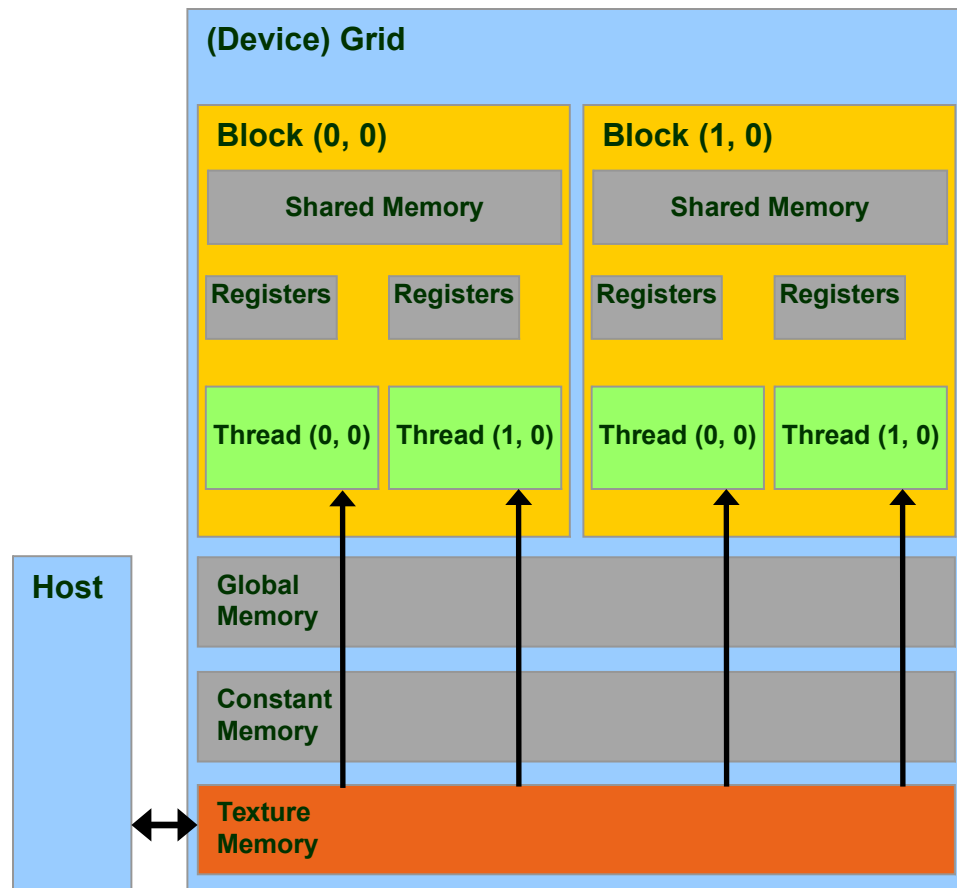 (Device) Grid
Block (0, 0)
Block (1, 0)
Shared Memory
Shared Memory
Registers
Registers
Registers
Registers
Thread (0, 0)
Thread (1, 0)
Thread (0, 0)
Thread (1, 0)
Host
Global
Memory
Constant
Memory
Texture
Memory